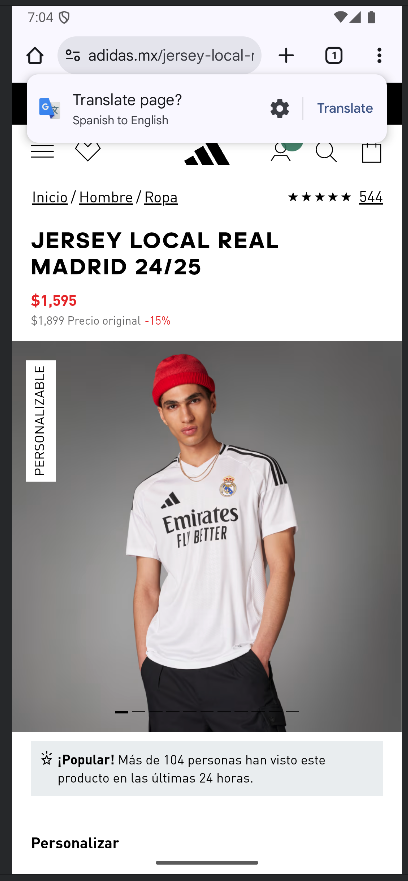 7:04
adidas.mx/jersey-local-r
1
Translate page?
Spanish to English
Translate
Inicio / Hombre / Ropa
★★★★★ 544
JERSEY LOCAL REAL
MADRID 24/25
$1,595
$1,899 Precio original -15%
PERSONALIZABLE
Emirates
FLY BETTER
¡Popular! Más de 104 personas han visto este
producto en las últimas 24 horas.
Personalizar